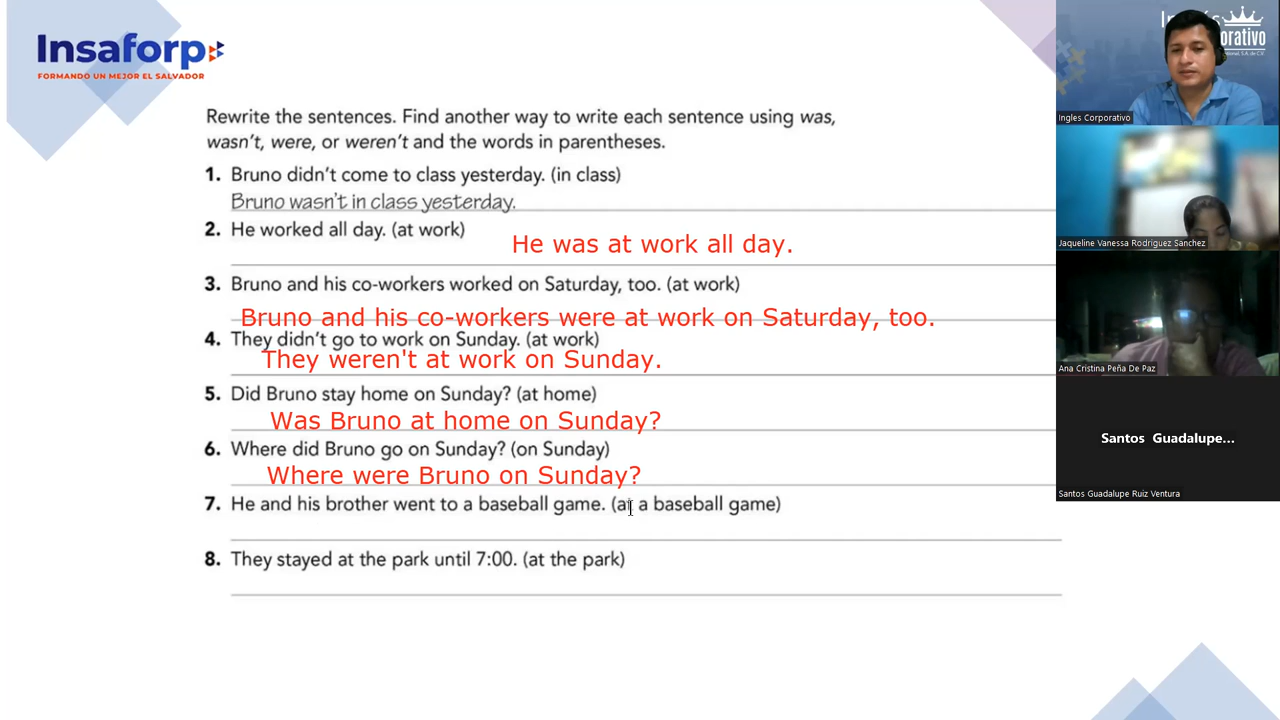 Insaforp
FORMANDO UN MEJOR EL SALVADOR
Rewrite the sentences. Find another way to write each sentence using was,
wasn't, were, or weren't and the words in parentheses.
1. Bruno didn't come to class yesterday. (in class)
Bruno wasn't in class yesterday.
2. He worked all day. (at work)
He was at work all day.
3. Bruno and his co-workers worked on Saturday, too. (at work)
Bruno and his co-workers were at work on Saturday, too.
4. They didn't go to work on Sunday. (at work)
They weren't at work on Sunday.
5. Did Bruno stay home on Sunday? (at home)
Was Bruno at home on Sunday?
6. Where did Bruno go on Sunday? (on Sunday)
Where were Bruno on Sunday?
7. He and his brother went to a baseball game. (at a baseball game)
8. They stayed at the park until 7:00. (at the park)
orativo
Ingles Corporativo
Jaqueline Vanessa Rodriguez Sanchez
Ana Cristina Peña De Paz
Santos Guadalupe...
Santos Guadalupe Ruiz Ventura